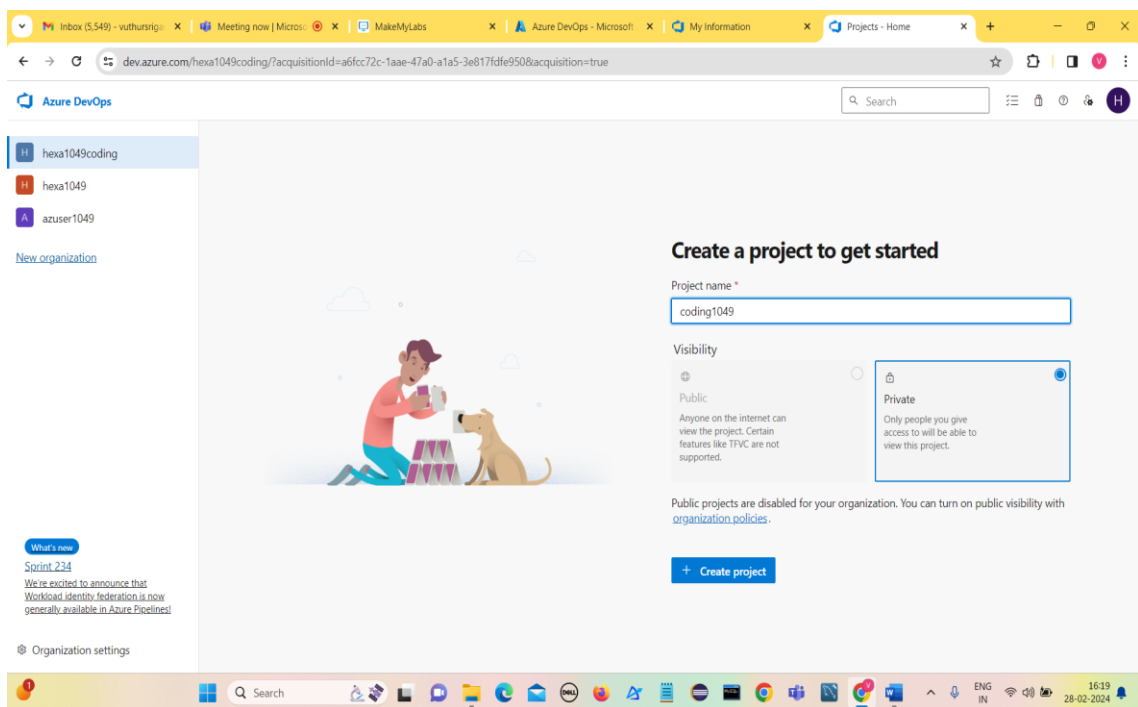 Inbox (5,549) - vuthursriga
Meeting now | Microsc
MakeMyLabs
Azure DevOps - Microsoft
My Information
Projects - Home
dev.azure.com/hexa1049coding/?acquisitionId=a6fcc72c-1aae-47a0-a1a5-3e817fdfe950&acquisition=true
V
Azure DevOps
Search
H
H hexa1049coding
H hexa1049
A azuser1049
New organization
Create a project to get started
Project name *
coding1049
Visibility
Public
Anyone on the internet can
view the project. Certain
features like TFVC are not
supported.
Private
Only people you give
access to will be able to
view this project.
Public projects are disabled for your organization. You can turn on public visibility with
organization policies.
+ Create project
What's new
Sprint 234
We're excited to announce that
Workload identity federation is now
generally available in Azure Pipelines!
Organization settings
1
Search
DELL
V
ENG
IN
16:19
28-02-2024